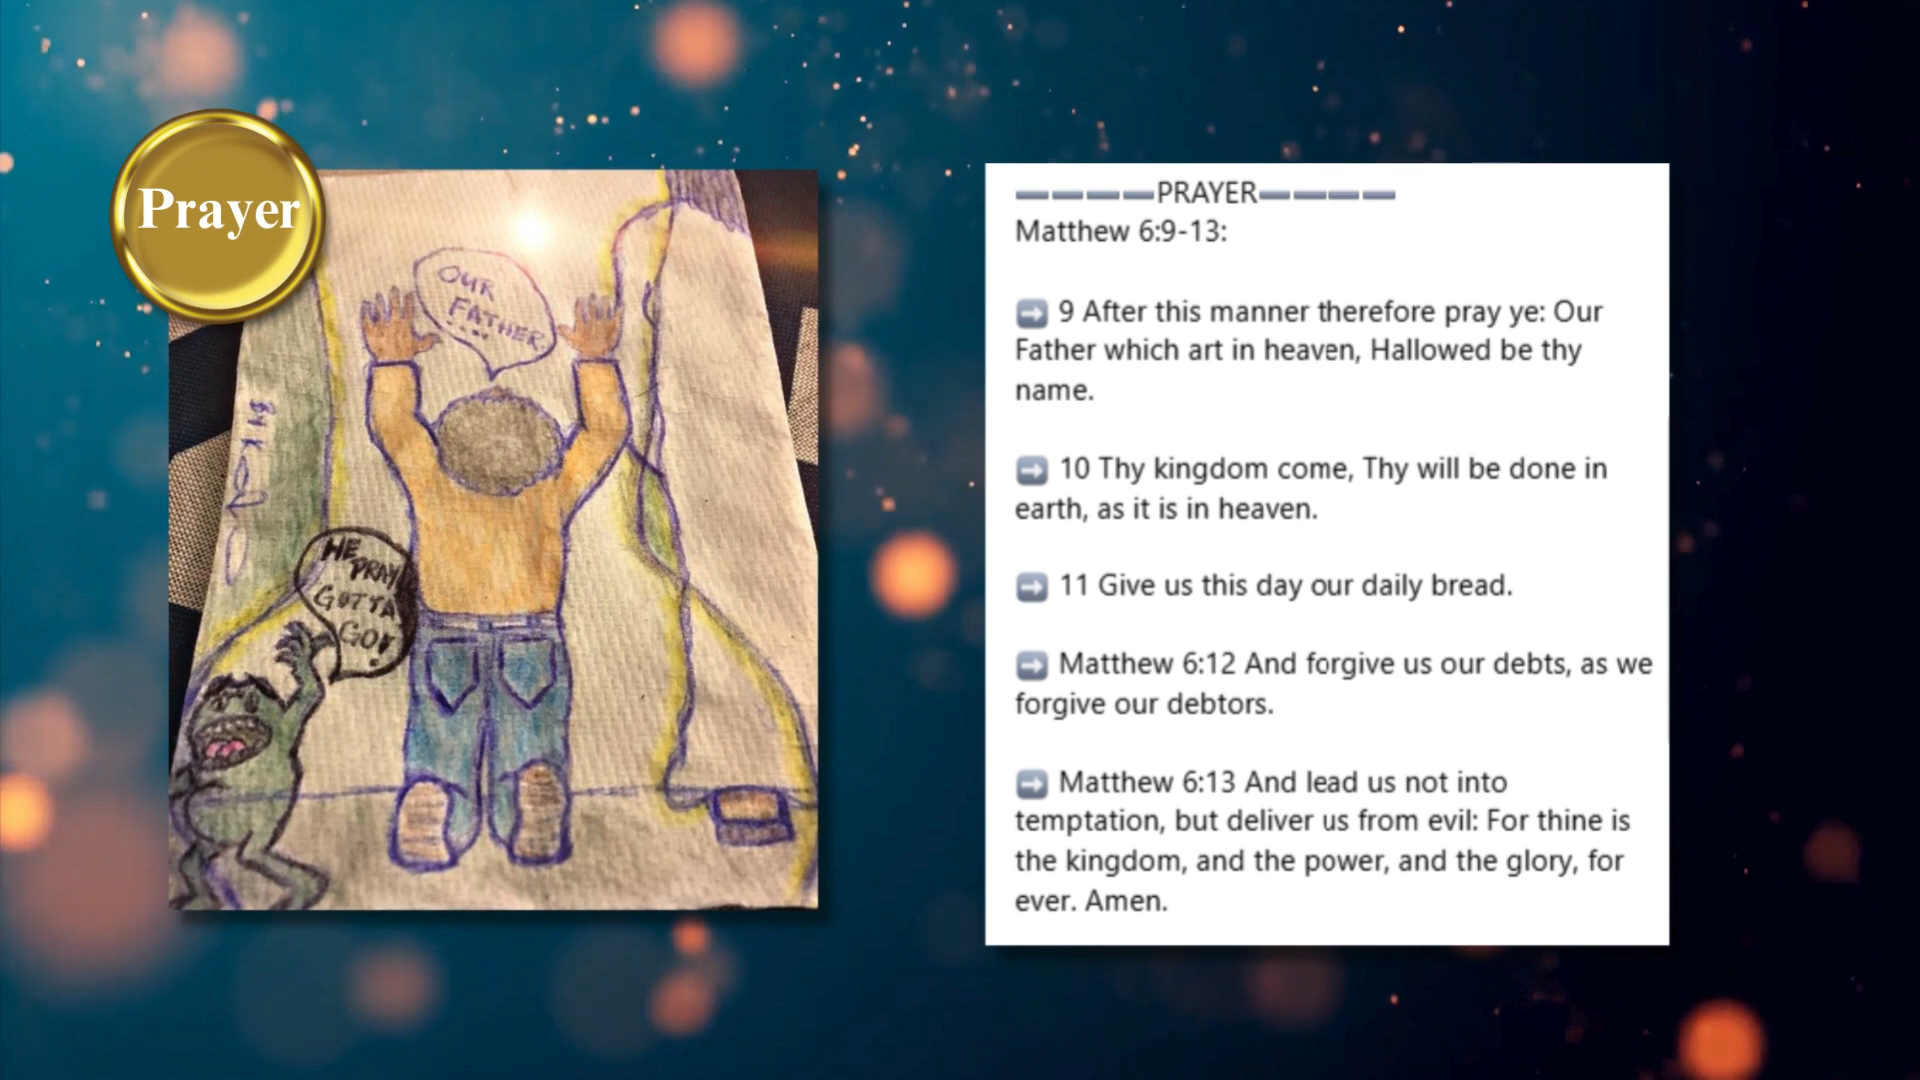 Prayer
OUR
FATHER
....
HE
PRAY
GOTTA
GO!
BY
————PRAYER————
Matthew 6:9-13:
➡ 9 After this manner therefore pray ye: Our
Father which art in heaven, Hallowed be thy
name.
➡ 10 Thy kingdom come, Thy will be done in
earth, as it is in heaven.
➡ 11 Give us this day our daily bread.
➡ Matthew 6:12 And forgive us our debts, as we
forgive our debtors.
➡ Matthew 6:13 And lead us not into
temptation, but deliver us from evil: For thine is
the kingdom, and the power, and the glory, for
ever. Amen.